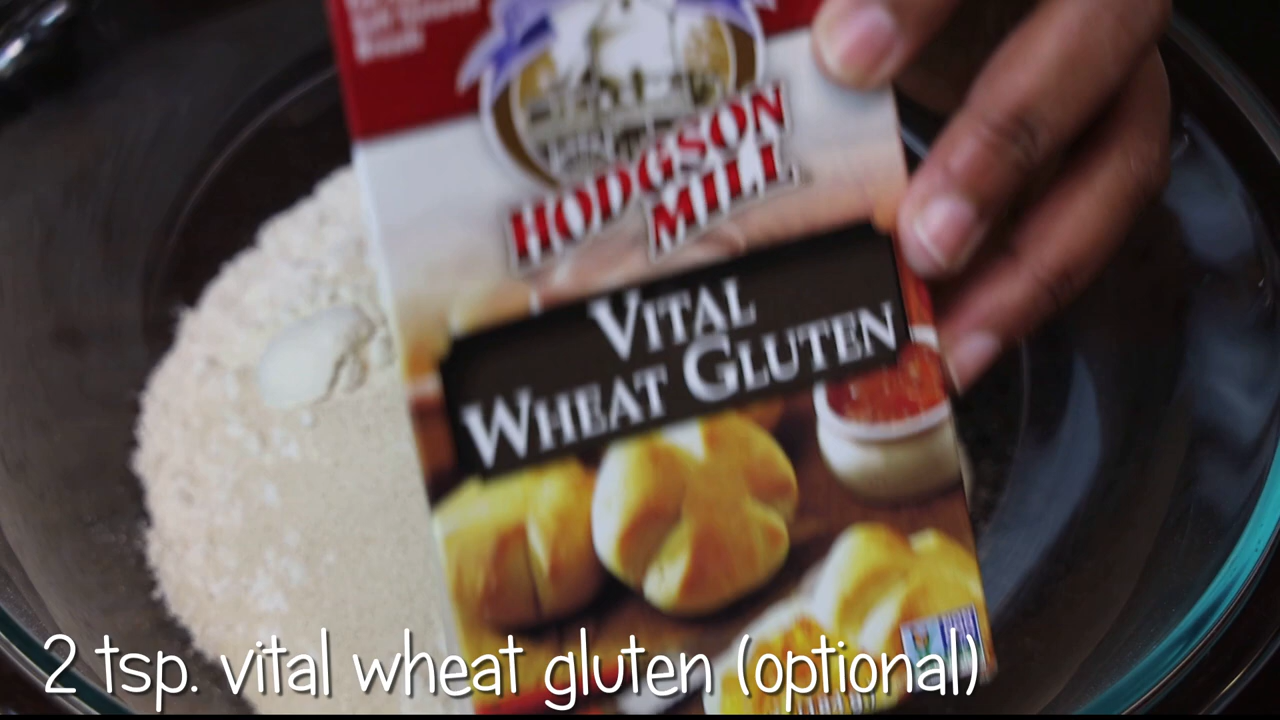 HODGSON
MILL
VITAL
WHEAT GLUTEN
2 tsp. vital wheat gluten (optional)